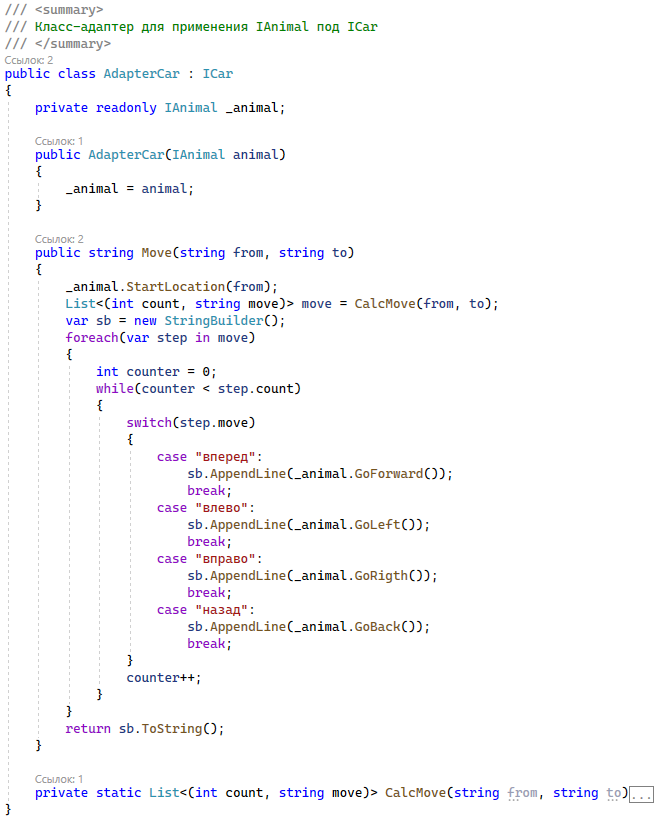 /// <summary>
/// Класс-адаптер для применения IAnimal под ICar
/// </summary>
Ссылок: 2
public class AdapterCar : ICar
{
private readonly IAnimal _animal;
Ссылок: 1
public AdapterCar(IAnimal animal)
{
_animal = animal;
}
Ссылок: 2
public string Move(string from, string to)
{
_animal.StartLocation(from);
List<(int count, string move)> move = CalcMove(from, to);
var sb = new StringBuilder();
foreach(var step in move)
{
int counter = 0;
while(counter < step.count)
{
switch(step.move)
{
case "вперед":
sb.AppendLine(_animal.GoForward());
break;
case "влево":
sb.AppendLine(_animal.GoLeft());
break;
case "вправо":
sb.AppendLine(_animal.GoRigth());
break;
case "назад":
sb.AppendLine(_animal.GoBack());
break;
}
counter++;
}
}
return sb.ToString();
}
Ссылок: 1
private static List<(int count, string move)> CalcMove(string from, string to)...
}